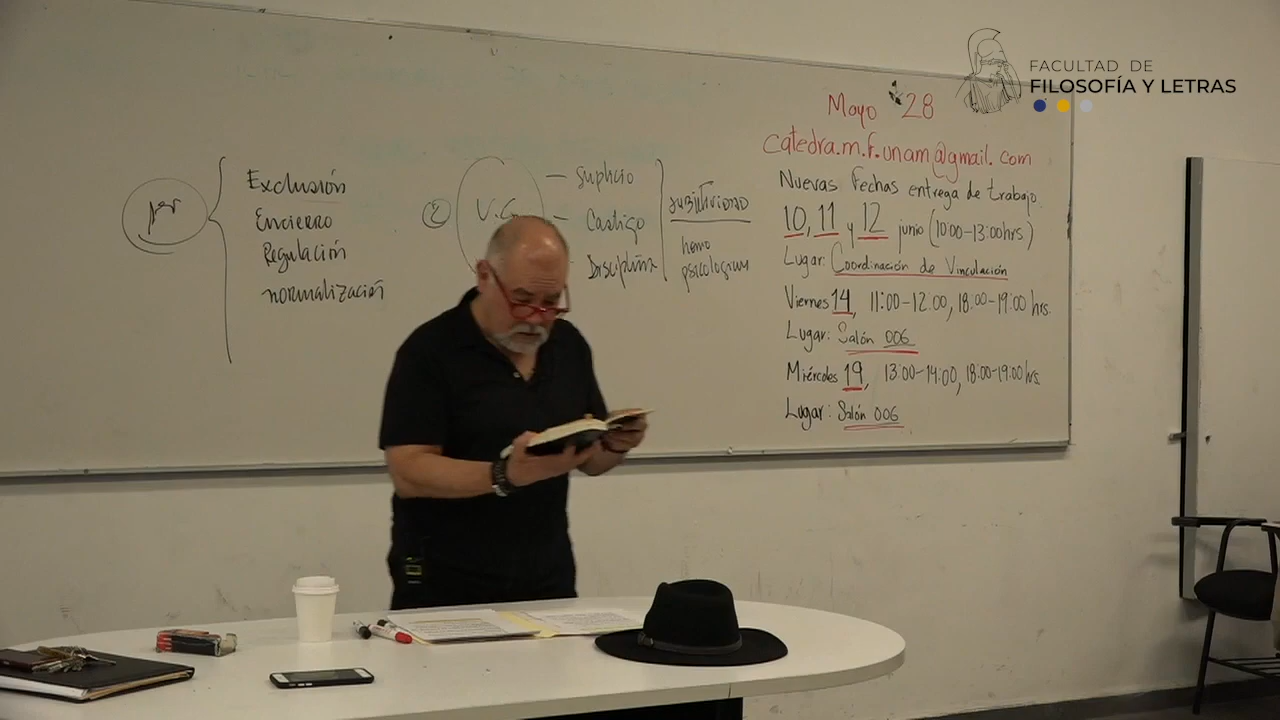 FACULTAD DE
FILOSOFÍA Y LETRAS
Exclusión
Encierro
Regulación
normalización
2
V.C
— Suplicio
— Castigo
- Disciplina
subjetividad
homo
psicologicum
Mayo 28
catedra.m.f.unam@gmail.com
Nuevas fechas entrega de trabajo.
10, 11 y 12 junio (10:00-13:00hrs)
Lugar: Coordinación de Vinculación
Viernes 14, 11:00-12:00, 18:00-19:00 hrs.
Lugar: Salón 006
Miércoles 19, 13:00-14:00, 18:00-19:00 hrs.
Lugar: Salón 006